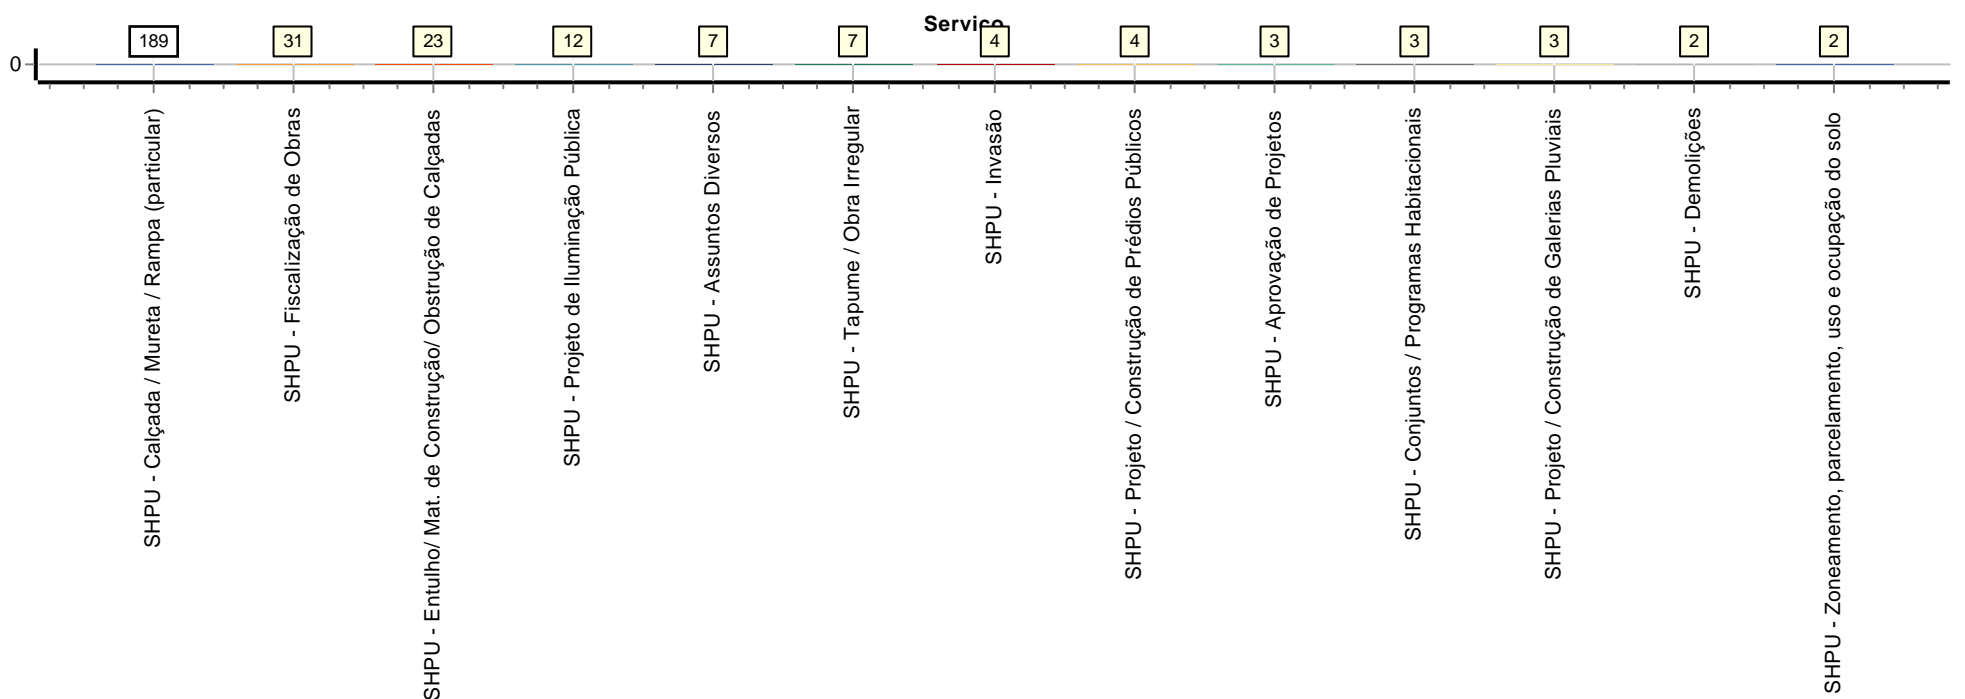 Serviço
189
31
23
12
7
7
4
4
3
3
3
2
2
0
SHPU - Calçada / Mureta / Rampa (particular)
SHPU - Fiscalização de Obras
SHPU - Entulho/ Mat. de Construção/ Obstrução de Calçadas
SHPU - Projeto de Iluminação Pública
SHPU - Assuntos Diversos
SHPU - Tapume / Obra Irregular
SHPU - Invasão
SHPU - Projeto / Construção de Prédios Públicos
SHPU - Aprovação de Projetos
SHPU - Conjuntos / Programas Habitacionais
SHPU - Projeto / Construção de Galerias Pluviais
SHPU - Demolições
SHPU - Zoneamento, parcelamento, uso e ocupação do solo